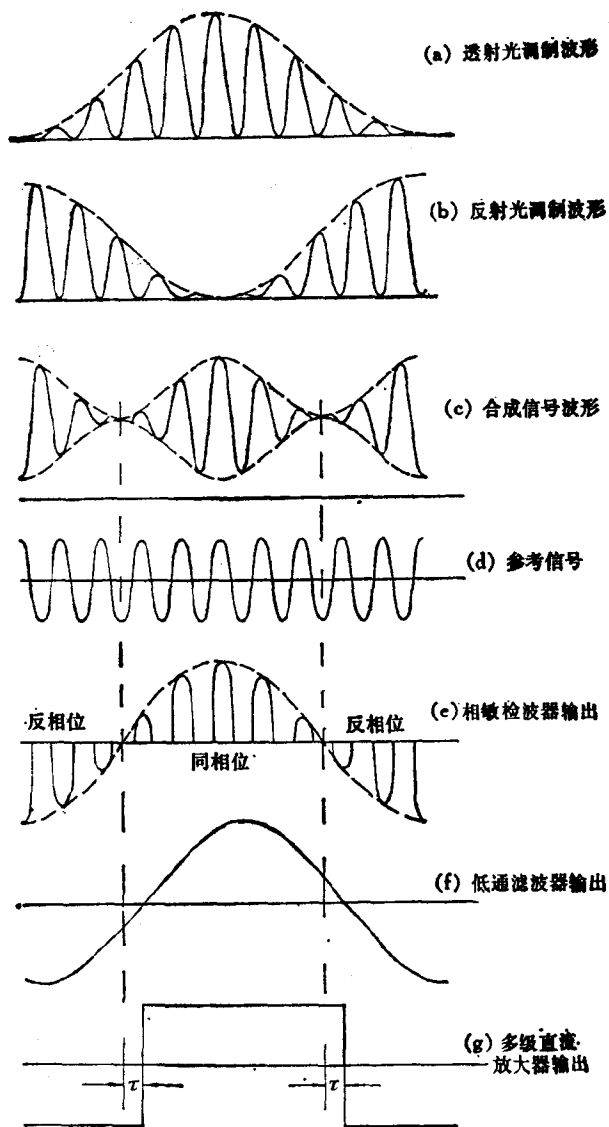 (a) 透射光调制波形
(b) 反射光调制波形
(c) 合成信号波形
(d) 参考信号
(e) 相敏检波器输出
反相位
同相位
反相位
(f) 低通滤波器输出
(g) 多级直流
放大器输出
τ
τ